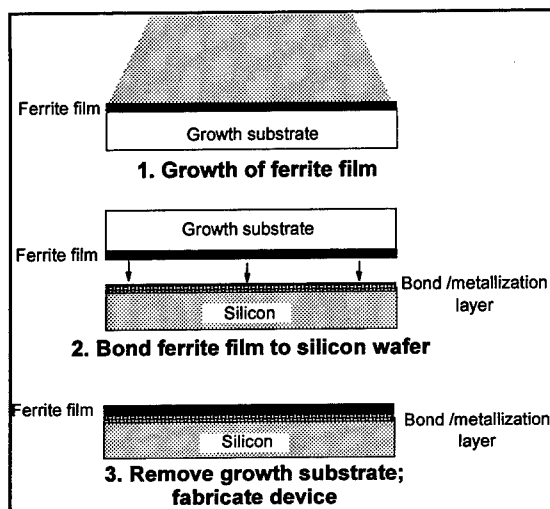 Ferrite film
Growth substrate
1. Growth of ferrite film
Growth substrate
Ferrite film
Bond /metallization
layer
Silicon
2. Bond ferrite film to silicon wafer
Ferrite film
Bond /metallization
layer
Silicon
3. Remove growth substrate;
fabricate device